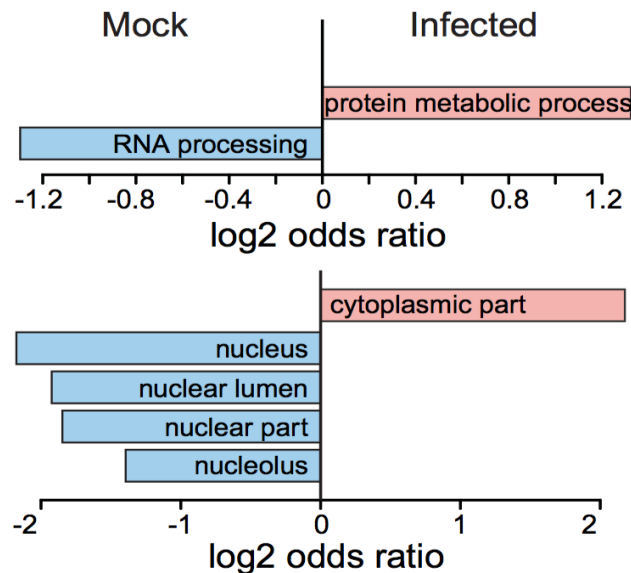 Mock Infected
protein metabolic process
RNA processing
-1.2 -0.8 -0.4 0 0.4 0.8 1.2
log2 odds ratio
cytoplasmic part
nucleus
nuclear lumen
nuclear part
nucleolus
-2 -1 0 1 2
log2 odds ratio